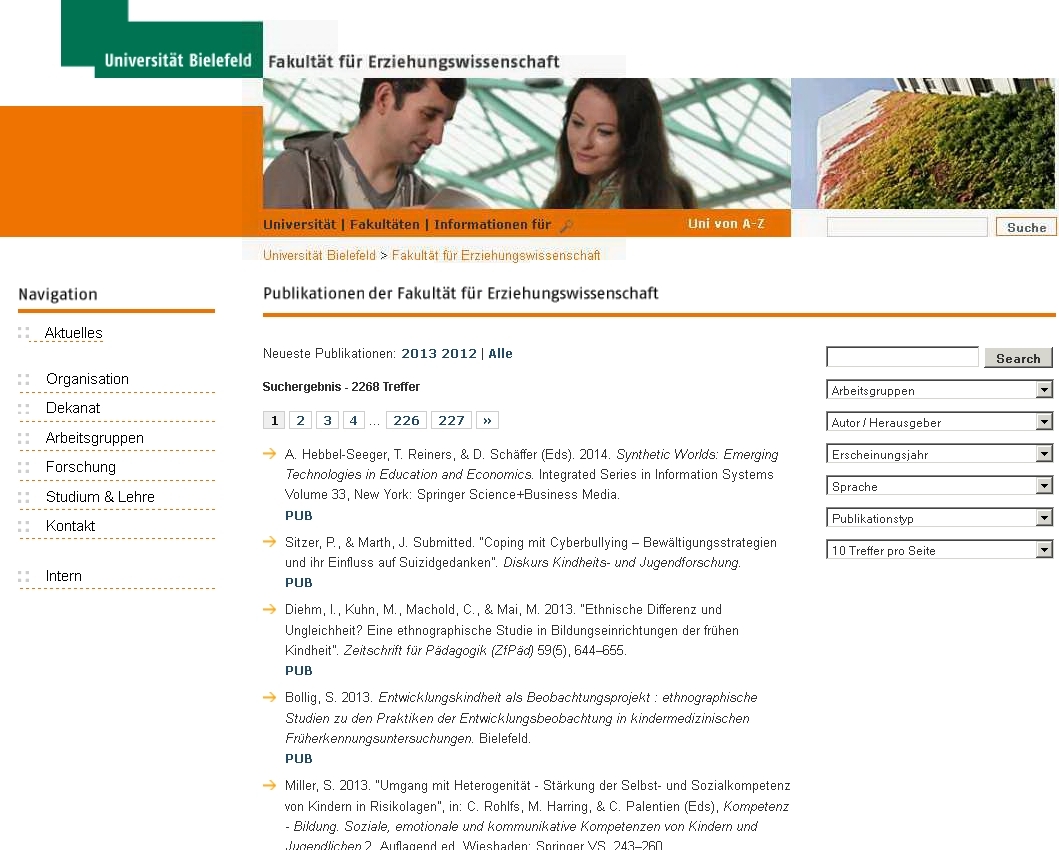 Universität Bielefeld
Fakultät für Erziehungswissenschaft
Universität | Fakultäten | Informationen für
Uni von A-Z
Suche
Universität Bielefeld > Fakultät für Erziehungswissenschaft
Navigation
Aktuelles
Organisation
Dekanat
Arbeitsgruppen
Forschung
Studium & Lehre
Kontakt
Intern
Publikationen der Fakultät für Erziehungswissenschaft
Neueste Publikationen: 2013 2012 | Alle
Suchergebnis - 2268 Treffer
1 2 3 4 ... 226 227 »
A. Hebbel-Seeger, T. Reiners, & D. Schäffer (Eds). 2014. Synthetic Worlds: Emerging
Technologies in Education and Economics. Integrated Series in Information Systems
Volume 33, New York: Springer Science+Business Media.
PUB
Sitzer, P., & Marth, J. Submitted. "Coping mit Cyberbullying – Bewältigungsstrategien
und ihr Einfluss auf Suizidgedanken". Diskurs Kindheits- und Jugendforschung.
PUB
Diehm, I., Kuhn, M., Machold, C., & Mai, M. 2013. "Ethnische Differenz und
Ungleichheit? Eine ethnographische Studie in Bildungseinrichtungen der frühen
Kindheit". Zeitschrift für Pädagogik (ZfPäd) 59(5), 644–655.
PUB
Bollig, S. 2013. Entwicklungskindheit als Beobachtungsprojekt : ethnographische
Studien zu den Praktiken der Entwicklungsbeobachtung in kindermedizinischen
Früherkennungsuntersuchungen. Bielefeld.
PUB
Miller, S. 2013. "Umgang mit Heterogenität - Stärkung der Selbst- und Sozialkompetenz
von Kindern in Risikolagen", in: C. Rohlfs, M. Harring, & C. Palentien (Eds), Kompetenz
- Bildung. Soziale, emotionale und kommunikative Kompetenzen von Kindern und
Jugendlichen 2. Auflagend ed. Wiesbaden: Springer VS, 243–260.
Search
Arbeitsgruppen
Autor / Herausgeber
Erscheinungsjahr
Sprache
Publikationstyp
10 Treffer pro Seite